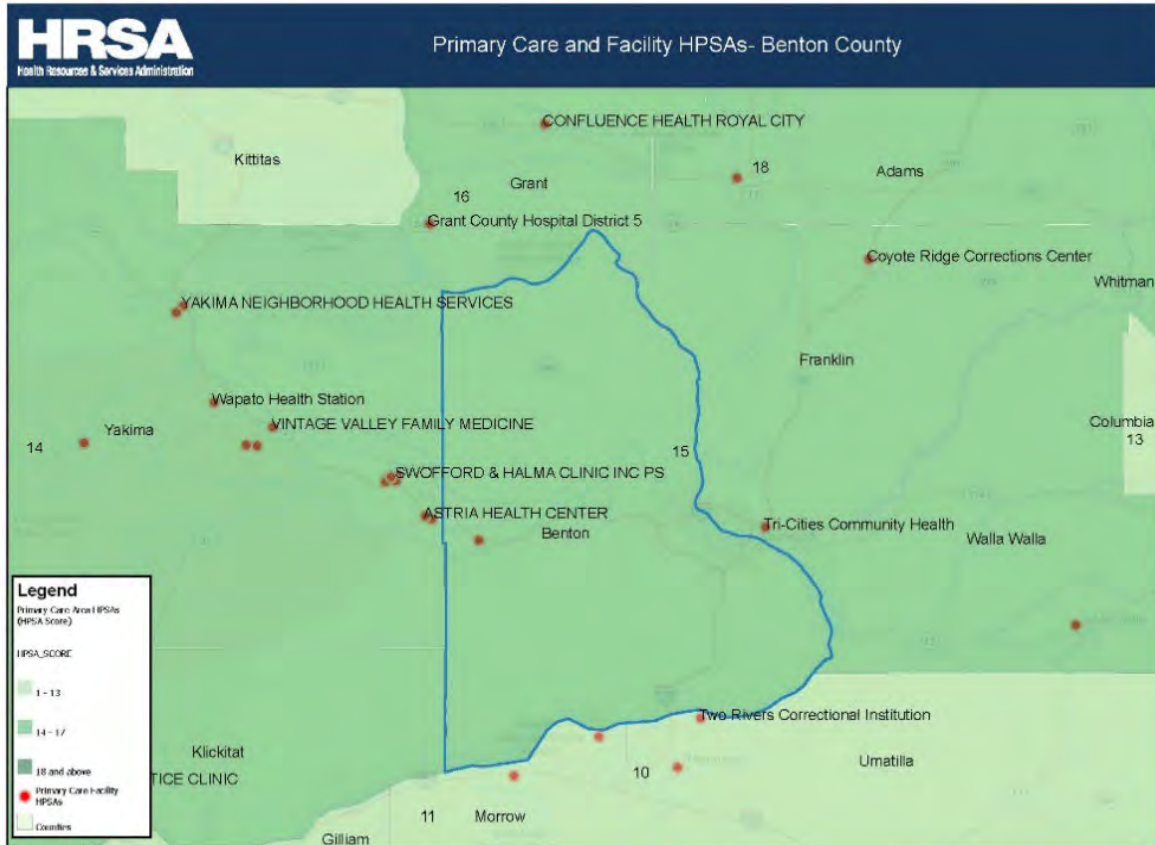 HRSA
Health Resources & Services Administration
Primary Care and Facility HPSAs- Benton County
CONFLUENCE HEALTH ROYAL CITY
Kittitas
18
Adams
Grant
16
Grant County Hospital District 5
Coyote Ridge Corrections Center
Whitman
YAKIMA NEIGHBORHOOD HEALTH SERVICES
Franklin
Wapato Health Station
VINTAGE VALLEY FAMILY MEDICINE
Yakima
14
Columbia
13
15
SWOFFORD & HALMA CLINIC INC PS
ASTRIA HEALTH CENTER
Benton
Tri-Cities Community Health
Walla Walla
Two Rivers Correctional Institution
Klickitat
Umatilla
10
TICE CLINIC
11
Morrow
Gilliam
Legend
Primary Care Area HPSAs
(HPSA Score)
HPSA_SCORE
1 - 13
14 - 17
18 and above
Primary Care Facility
HPSAs
Counties